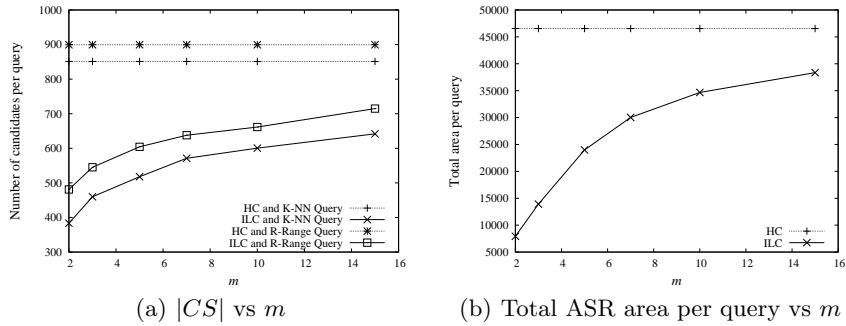 1000
900
800
700
600
500
400
300
2 4 6 8 10 12 14 16
Number of candidates per query
m
HC and K-NN Query
ILC and K-NN Query
HC and R-Range Query
ILC and R-Range Query
(a) |CS| vs m
50000
45000
40000
35000
30000
25000
20000
15000
10000
5000
2 4 6 8 10 12 14 16
Total area per query
m
HC
ILC
(b) Total ASR area per query vs m